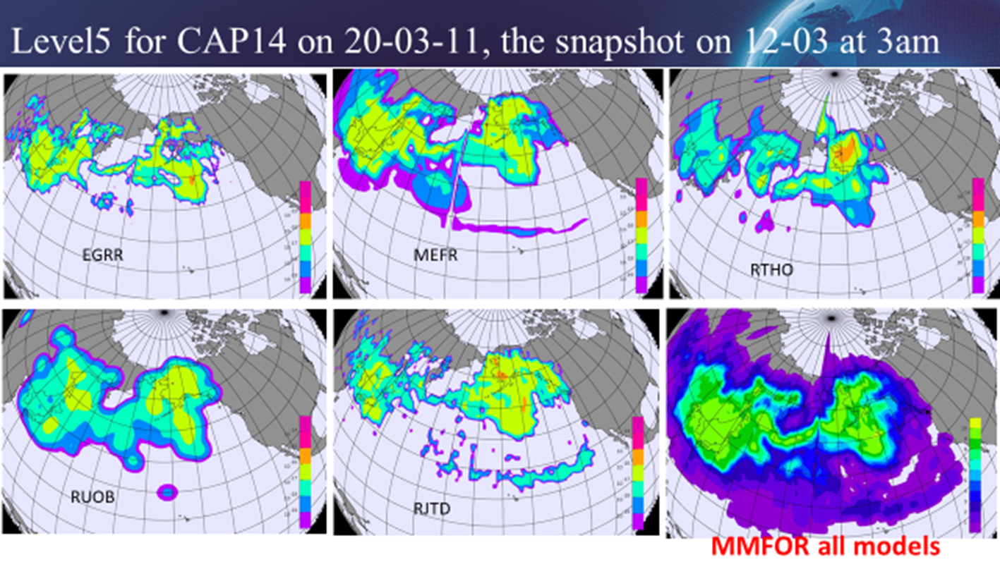 Level5 for CAP14 on 20-03-11, the snapshot on 12-03 at 3am
EGRR
MEFR
RTHO
RUOB
RJTD
MMFOR all models